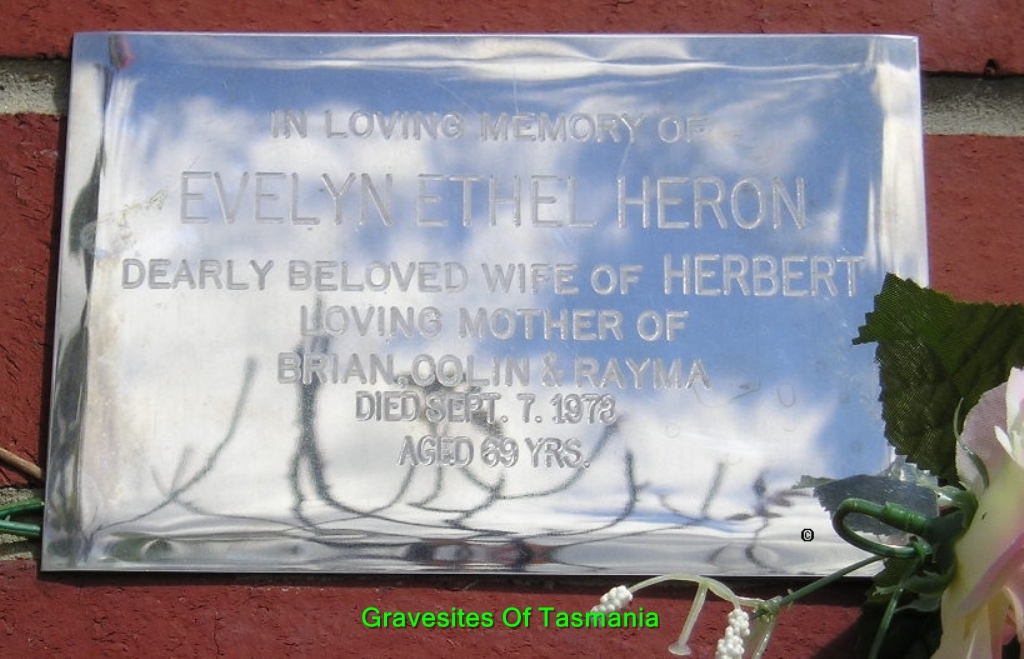 IN LOVING MEMORY OF
EVELYN ETHEL HERON
DEARLY BELOVED WIFE OF HERBERT
LOVING MOTHER OF
BRIAN, COLIN & RAYMA
DIED SEPT. 7. 1978
AGED 69 YRS.
©
Gravesites Of Tasmania